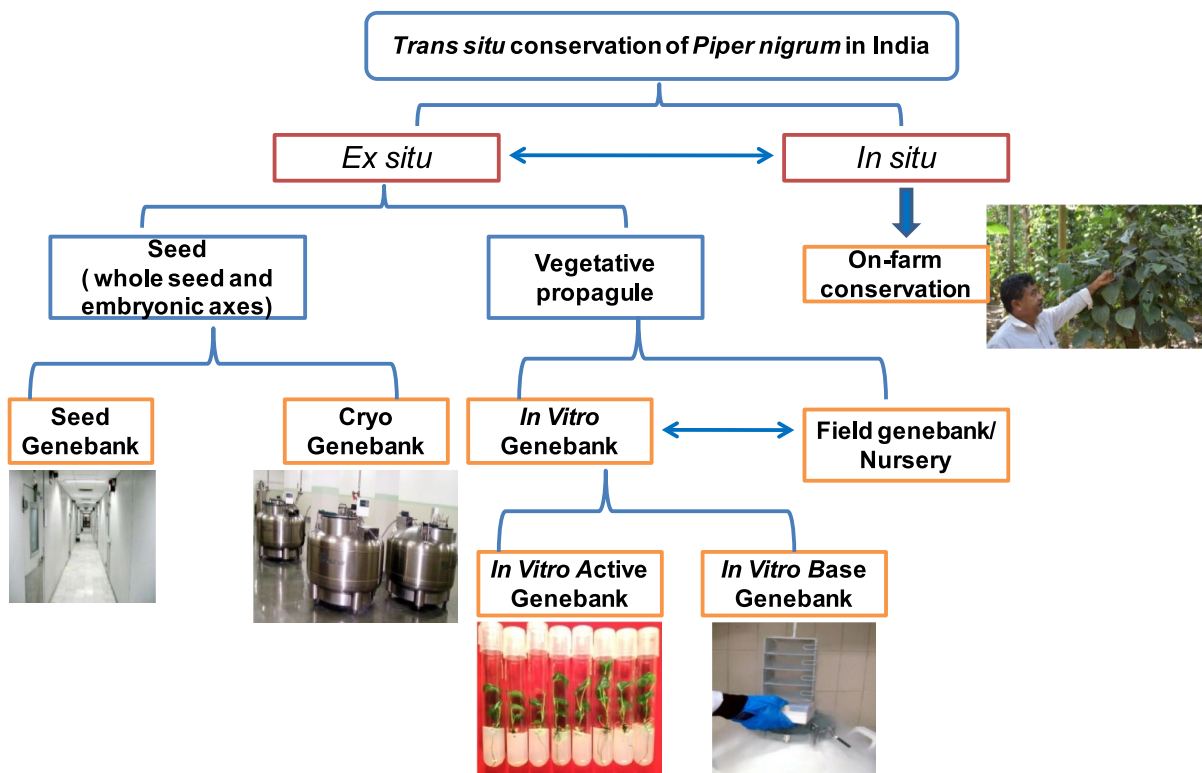 Trans situ conservation of Piper nigrum in India
Ex situ
In situ
Seed
( whole seed and
embryonic axes)
Vegetative
propagule
On-farm
conservation
Seed
Genebank
Cryo
Genebank
In Vitro
Genebank
Field genebank/
Nursery
In Vitro Active
Genebank
In Vitro Base
Genebank